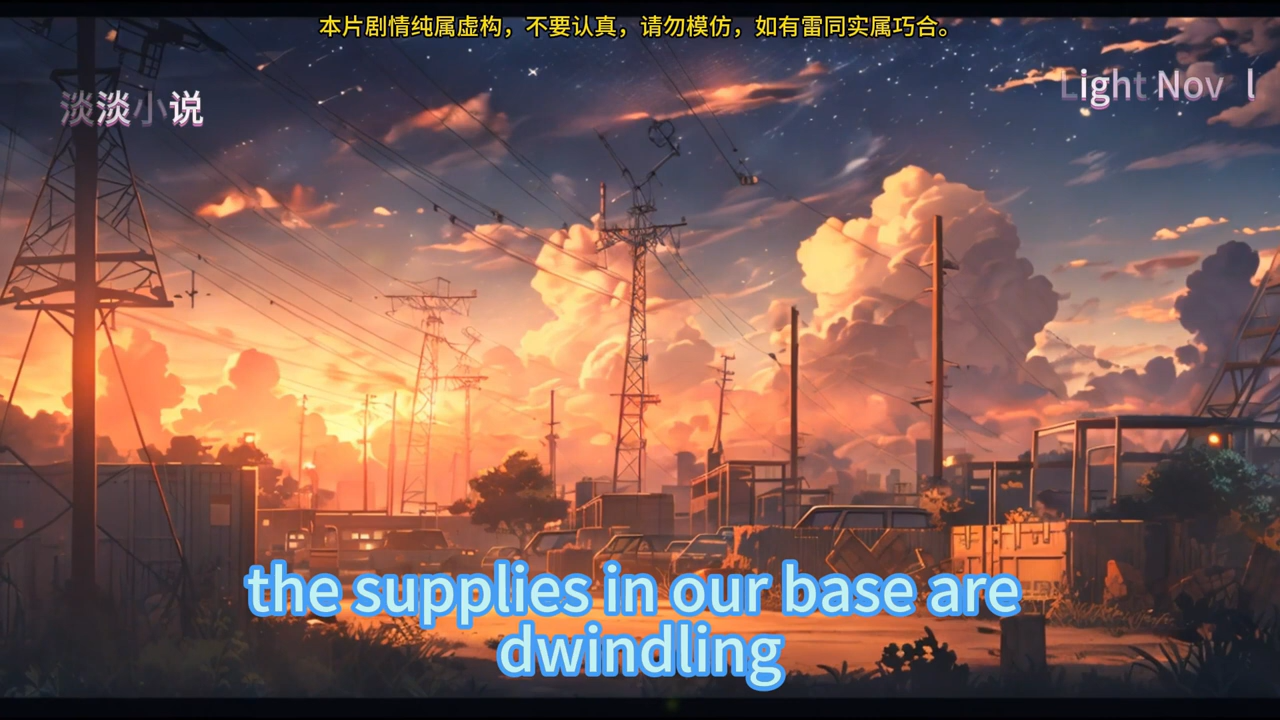 本片剧情纯属虚构，不要认真，请勿模仿，如有雷同实属巧合。
淡淡小说
Light Nov l
the supplies in our base are
dwindling